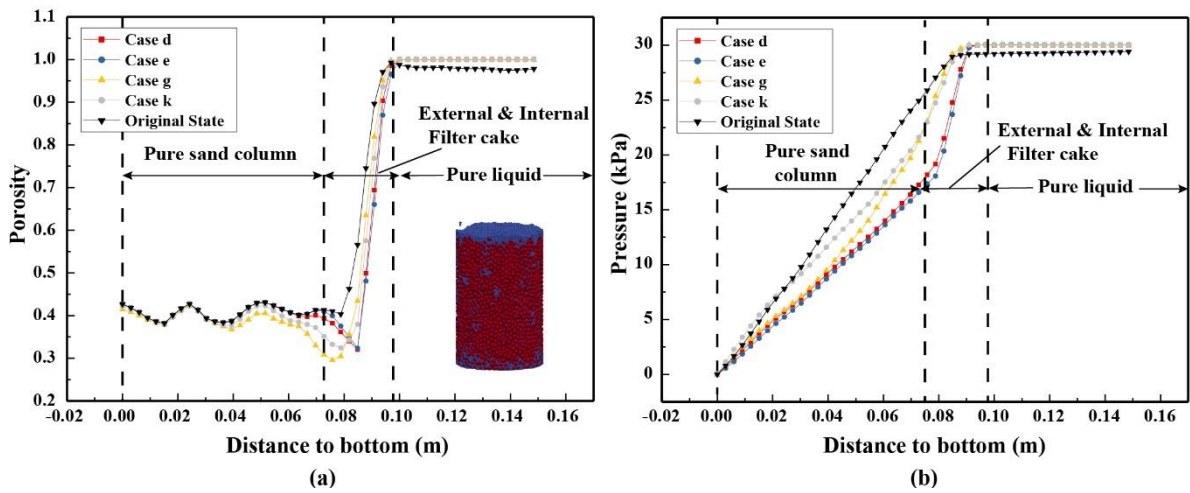 1.1
1.0
0.9
0.8
0.7
0.6
0.5
0.4
0.3
0.2
Porosity
Case d
Case e
Case g
Case k
Original State
External & Internal
Filter cake
Pure sand column
Pure liquid
-0.02 0.00 0.02 0.04 0.06 0.08 0.10 0.12 0.14 0.16
Distance to bottom (m)
(a)
30
25
20
15
10
5
0
Pressure (kPa)
Case d
Case e
Case g
Case k
Original State
External & Internal
Filter cake
Pure sand
column
Pure liquid
-0.02 0.00 0.02 0.04 0.06 0.08 0.10 0.12 0.14 0.16
Distance to bottom (m)
(b)